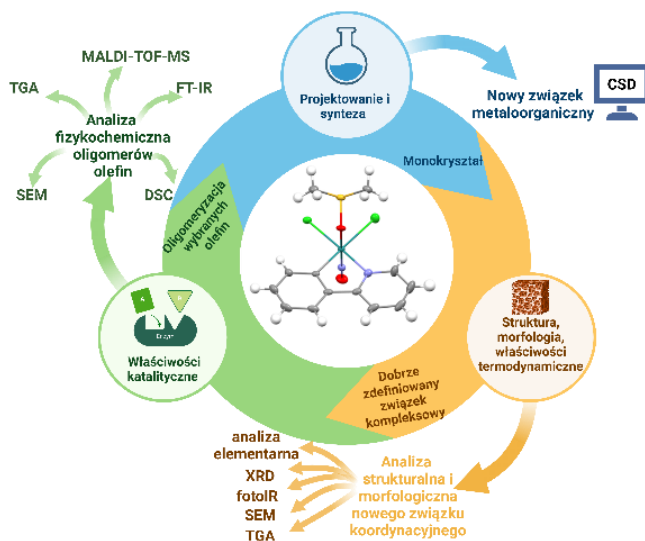 MALDI-TOF-MS
TGA
FT-IR
Analiza
fizykochemiczna
oligomerów
olefin
SEM
DSC
Projektowanie i
synteza
CSD
Nowy związek
metaloorganiczny
Monokryształ
Oligomeryzacja
wybranych
olefin
Właściwości
katalityczne
Struktura,
morfologia,
właściwości
termodynamiczne
Dobrze
zdefiniowany
związek
kompleksowy
analiza
elementarna
XRD
fotoIR
SEM
TGA
Analiza
strukturalna i
morfologiczna
nowego związku
koordynacyjnego